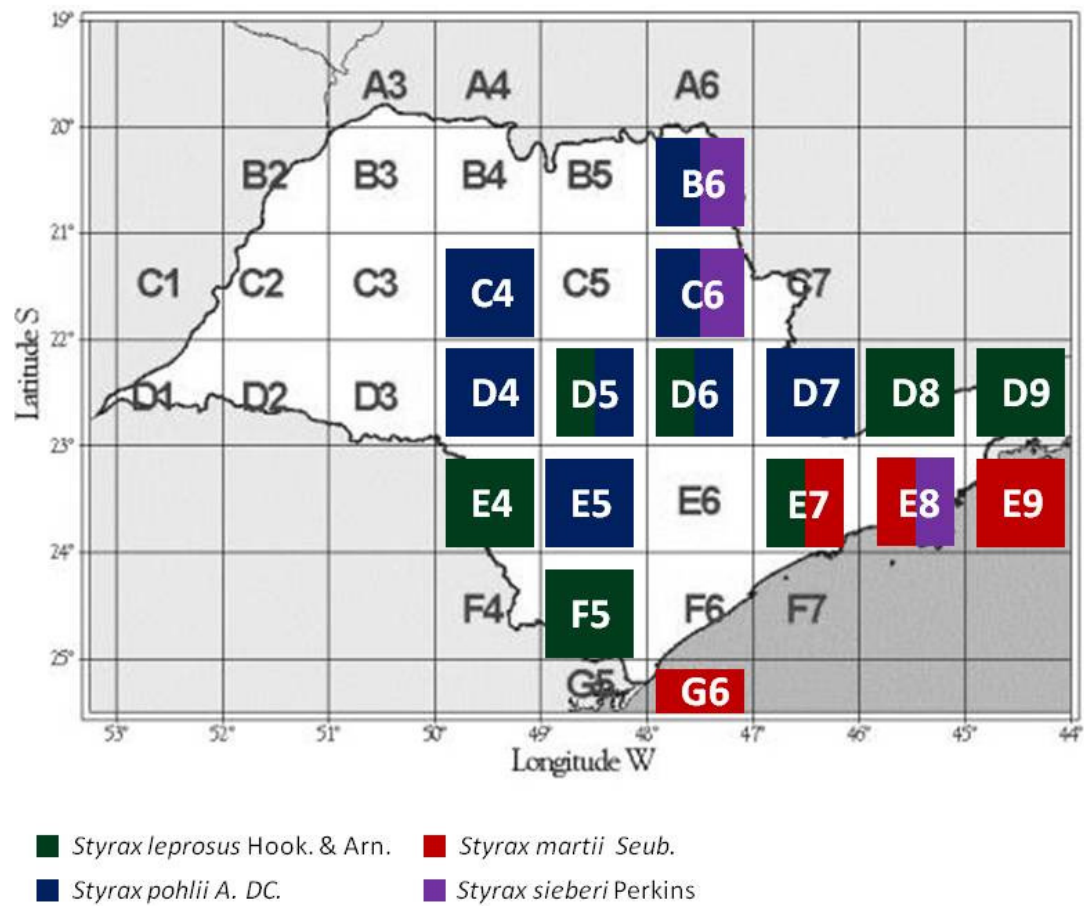 19°
A3 A4 A6
20°
B2 B3 B4 B5 B6
21°
C1 C2 C3 C4 C5 C6 C7
22°
D1 D2 D3 D4 D5 D6 D7 D8 D9
23°
E4 E5 E6 E7 E8 E9
24°
F4 F5 F6 F7
25°
G5 G6
53° 52° 51° 50° 49° 48° 47° 46° 45° 44°
Latitude S
Longitude W
Styrax leprosus Hook. & Arn.
Styrax martii Seub.
Styrax pohlii A. DC.
Styrax sieberi Perkins